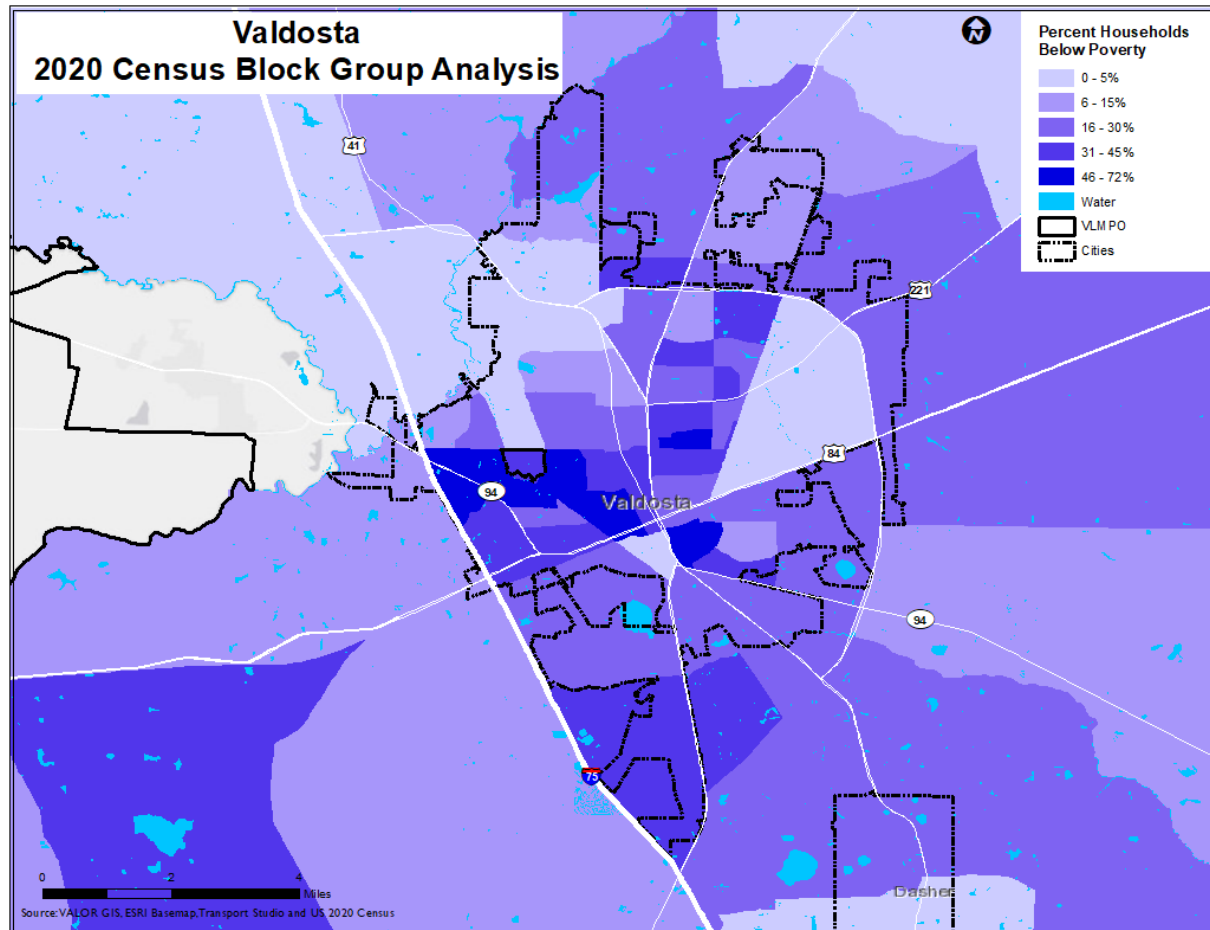 Valdosta
2020 Census Block Group Analysis
N
Percent Households
Below Poverty
0 - 5%
6 - 15%
16 - 30%
31 - 45%
46 - 72%
Water
VLMPO
Cities
41
221
84
94
Valdosta
94
75
Dasher
0 2 4
Miles
Source:VALOR GIS, ESRI Basemap,Transport Studio and US 2020 Census